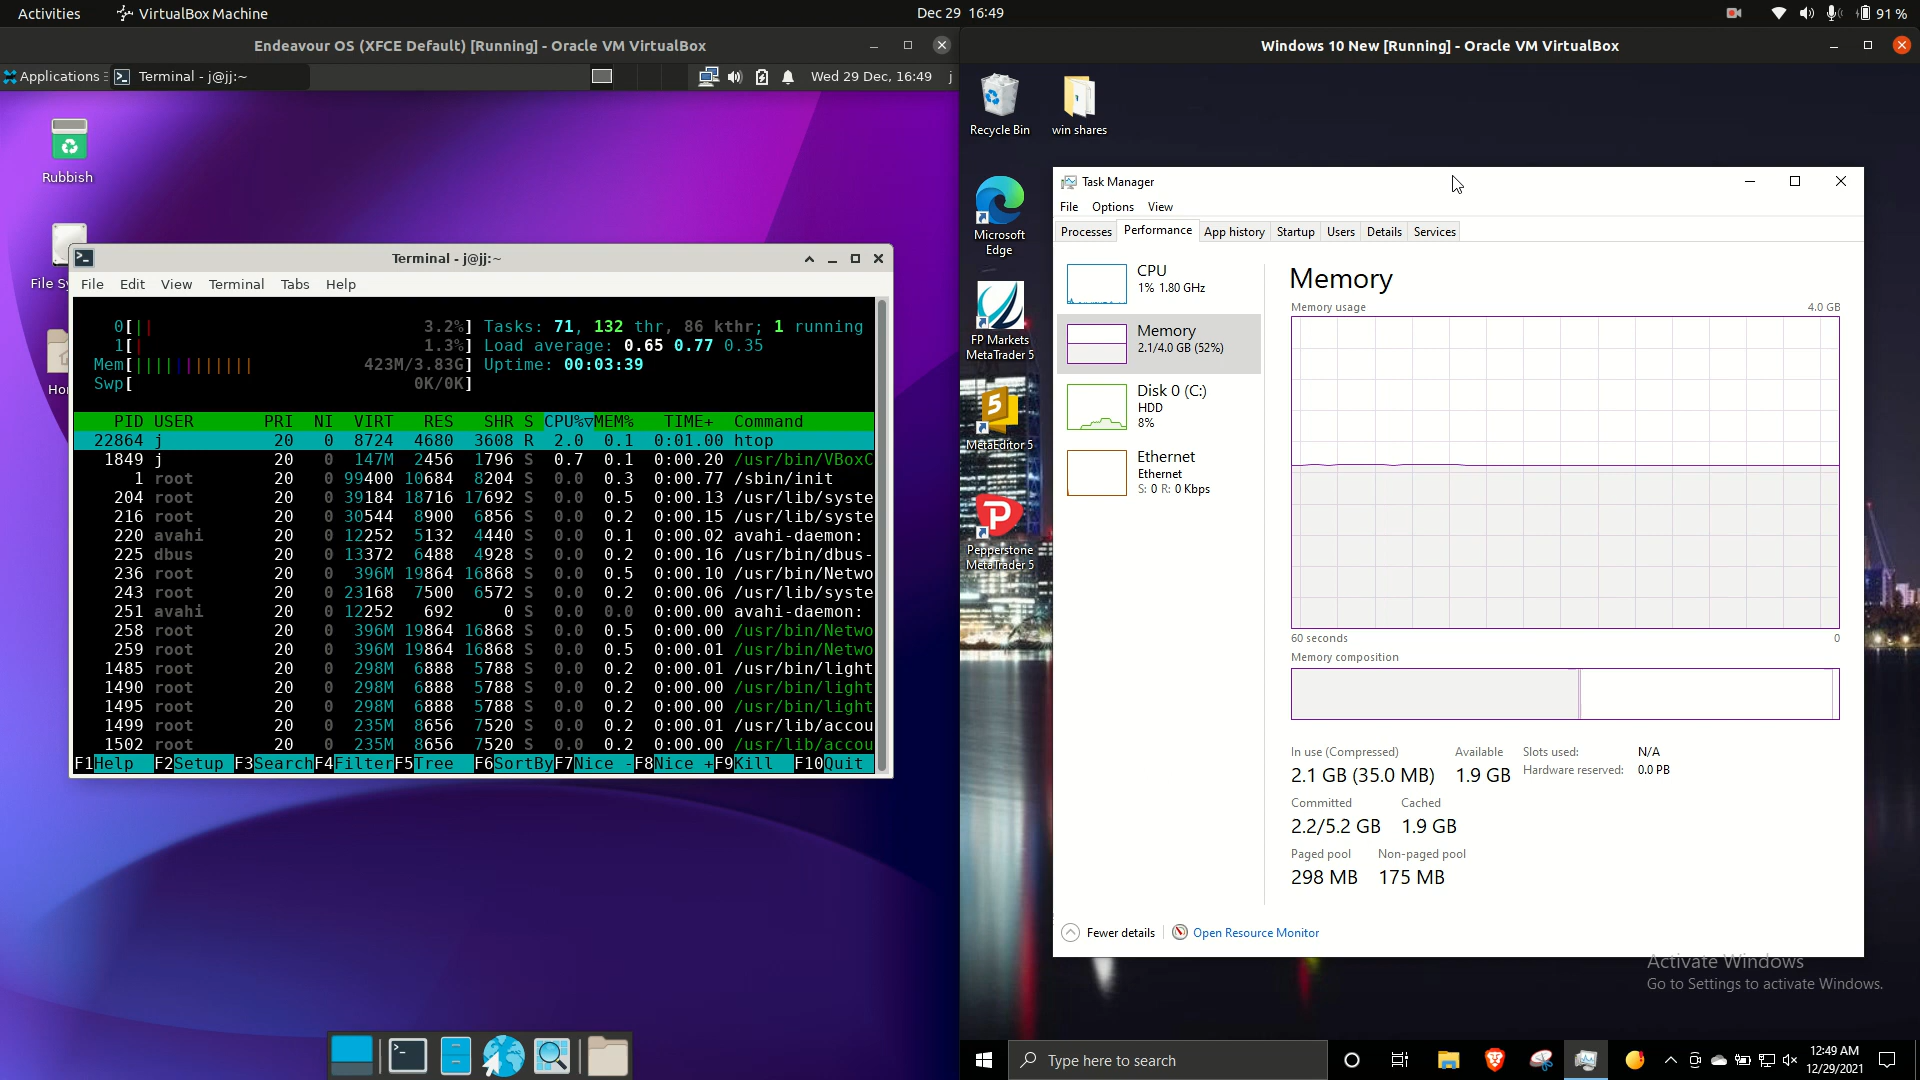 Activities
VirtualBox Machine
Dec 29 16:49
91 %
Endeavour OS (XFCE Default) [Running] - Oracle VM VirtualBox
Applications
Terminal - j@jj:~
Wed 29 Dec, 16:49
j
Rubbish
File Sy
Ho
Terminal - j@jj:~
File Edit View Terminal Tabs Help
0[|| 3.2%] Tasks: 71, 132 thr, 86 kthr; 1 running
1[| 1.3%] Load average: 0.65 0.77 0.35
Mem[|||||||||||| 423M/3.83G] Uptime: 00:03:39
Swp[ 0K/0K]
PID USER PRI NI VIRT RES SHR S CPU%▽MEM% TIME+ Command
22864 j 20 0 8724 4680 3608 R 2.0 0.1 0:01.00 htop
1849 j 20 0 147M 2456 1796 S 0.7 0.1 0:00.20 /usr/bin/VBoxC
1 root 20 0 99400 10684 8204 S 0.0 0.3 0:00.77 /sbin/init
204 root 20 0 39184 18716 17692 S 0.0 0.5 0:00.13 /usr/lib/syste
216 root 20 0 30544 8900 6856 S 0.0 0.2 0:00.15 /usr/lib/syste
220 avahi 20 0 12252 5132 4440 S 0.0 0.1 0:00.02 avahi-daemon:
225 dbus 20 0 13372 6488 4928 S 0.0 0.2 0:00.16 /usr/bin/dbus-
236 root 20 0 396M 19864 16868 S 0.0 0.5 0:00.10 /usr/bin/Netwo
243 root 20 0 23168 7500 6572 S 0.0 0.2 0:00.06 /usr/lib/syste
251 avahi 20 0 12252 692 0 S 0.0 0.0 0:00.00 avahi-daemon:
258 root 20 0 396M 19864 16868 S 0.0 0.5 0:00.00 /usr/bin/Netwo
259 root 20 0 396M 19864 16868 S 0.0 0.5 0:00.01 /usr/bin/Netwo
1485 root 20 0 298M 6888 5788 S 0.0 0.2 0:00.01 /usr/bin/light
1490 root 20 0 298M 6888 5788 S 0.0 0.2 0:00.00 /usr/bin/light
1495 root 20 0 298M 6888 5788 S 0.0 0.2 0:00.00 /usr/bin/light
1499 root 20 0 235M 8656 7520 S 0.0 0.2 0:00.01 /usr/lib/accou
1502 root 20 0 235M 8656 7520 S 0.0 0.2 0:00.00 /usr/lib/accou
F1Help F2Setup F3SearchF4FilterF5Tree F6SortByF7Nice -F8Nice +F9Kill F10Quit
Windows 10 New [Running] - Oracle VM VirtualBox
Recycle Bin
win shares
Microsoft
Edge
FP Markets
MetaTrader 5
MetaEditor 5
Pepperstone
MetaTrader 5
Task Manager
File Options View
Processes Performance App history Startup Users Details Services
CPU
1% 1.80 GHz
Memory
2.1/4.0 GB (52%)
Disk 0 (C:)
HDD
8%
Ethernet
Ethernet
S: 0 R: 0 Kbps
Memory
Memory usage 4.0 GB
60 seconds 0
Memory composition
In use (Compressed) Available Slots used: N/A
2.1 GB (35.0 MB) 1.9 GB Hardware reserved: 0.0 PB
Committed Cached
2.2/5.2 GB 1.9 GB
Paged pool Non-paged pool
298 MB 175 MB
Fewer details
Open Resource Monitor
Activate Windows
Go to Settings to activate Windows.
Type here to search
12:49 AM
12/29/2021